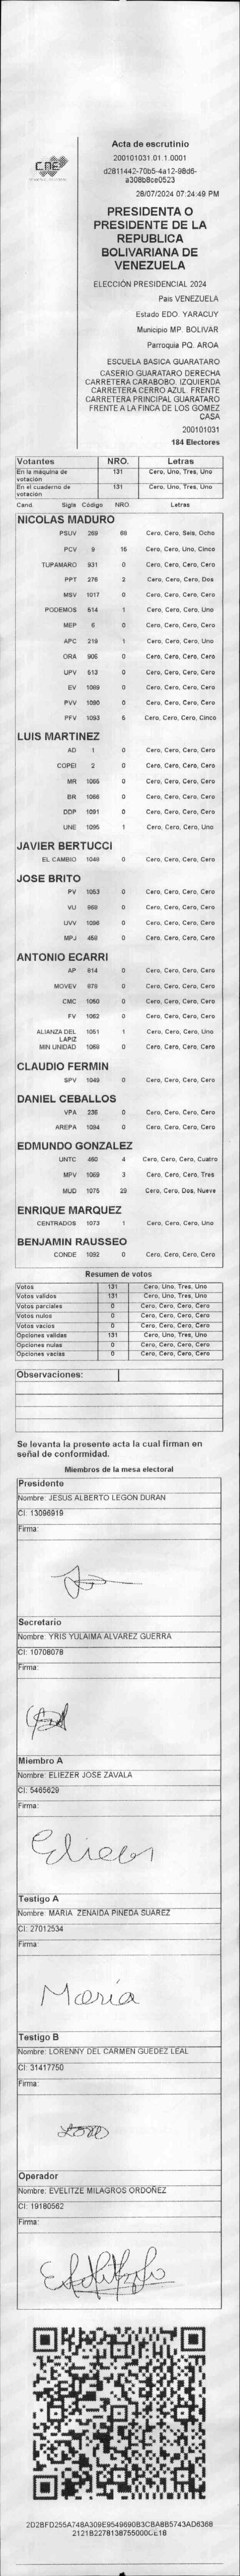 CNE
Acta de escrutinio
200101031.01.1.0001
d2811442-70b5-4a12-98d6-
a308b8ce0523
28/07/2024 07:24:49 PM
PRESIDENTA O
PRESIDENTE DE LA
REPUBLICA
BOLIVARIANA DE
VENEZUELA
ELECCIÓN PRESIDENCIAL 2024
Pais VENEZUELA
Estado EDO. YARACUY
Municipio MP. BOLIVAR
Parroquia PQ. AROA
ESCUELA BASICA GUARATARO
CASERIO GUARATARO DERECHA
CARRETERA CARABOBO. IZQUIERDA
CARRETERA CERRO AZUL FRENTE
CARRETERA PRINCIPAL GUARATARO
FRENTE A LA FINCA DE LOS GOMEZ
CASA
200101031
184 Electores
Votantes NRO. Letras
En la maquina de votación 131 Cero, Uno, Tres, Uno
En el cuaderno de votación 131 Cero, Uno, Tres, Uno
Cand. Sigla Código NRO. Letras
NICOLAS MADURO
PSUV 269 68 Cero, Cero, Seis, Ocho
PCV 9 15 Cero, Cero, Uno, Cinco
TUPAMARO 931 0 Cero, Cero, Cero, Cero
PPT 276 2 Cero, Cero, Cero, Dos
MSV 1017 0 Cero, Cero, Cero, Cero
PODEMOS 514 1 Cero, Cero, Cero, Uno
MEP 6 0 Cero, Cero, Cero, Cero
APC 219 1 Cero, Cero, Cero, Uno
ORA 906 0 Cero, Cero, Cero, Cero
UPV 513 0 Cero, Cero, Cero, Cero
EV 1089 0 Cero, Cero, Cero, Cero
PVV 1090 0 Cero, Cero, Cero, Cero
PFV 1093 5 Cero, Cero, Cero, Cinco
LUIS MARTINEZ
AD 1 0 Cero, Cero, Cero, Cero
COPEI 2 0 Cero, Cero, Cero, Cero
MR 1065 0 Cero, Cero, Cero, Cero
BR 1066 0 Cero, Cero, Cero, Cero
DDP 1091 0 Cero, Cero, Cero, Cero
UNE 1095 1 Cero, Cero, Cero, Uno
JAVIER BERTUCCI
EL CAMBIO 1048 0 Cero, Cero, Cero, Cero
JOSE BRITO
PV 1053 0 Cero, Cero, Cero, Cero
VU 868 0 Cero, Cero, Cero, Cero
UVV 1096 0 Cero, Cero, Cero, Cero
MPJ 458 0 Cero, Cero, Cero, Cero
ANTONIO ECARRI
AP 814 0 Cero, Cero, Cero, Cero
MOVEV 878 0 Cero, Cero, Cero, Cero
CMC 1050 0 Cero, Cero, Cero, Cero
FV 1062 0 Cero, Cero, Cero, Cero
ALIANZA DEL LAPIZ 1051 1 Cero, Cero, Cero, Uno
MIN UNIDAD 1068 0 Cero, Cero, Cero, Cero
CLAUDIO FERMIN
SPV 1049 0 Cero, Cero, Cero, Cero
DANIEL CEBALLOS
VPA 236 0 Cero, Cero, Cero, Cero
AREPA 1094 0 Cero, Cero, Cero, Cero
EDMUNDO GONZALEZ
UNTC 460 4 Cero, Cero, Cero, Cuatro
MPV 1069 3 Cero, Cero, Cero, Tres
MUD 1075 29 Cero, Cero, Dos, Nueve
ENRIQUE MARQUEZ
CENTRADOS 1073 1 Cero, Cero, Cero, Uno
BENJAMIN RAUSSEO
CONDE 1092 0 Cero, Cero, Cero, Cero
Resumen de votos
Votos 131 Cero, Uno, Tres, Uno
Votos validos 131 Cero, Uno, Tres, Uno
Votos parciales 0 Cero, Cero, Cero, Cero
Votos nulos 0 Cero, Cero, Cero, Cero
Votos vacios 0 Cero, Cero, Cero, Cero
Opciones validas 131 Cero, Uno, Tres, Uno
Opciones nulas 0 Cero, Cero, Cero, Cero
Opciones vacias 0 Cero, Cero, Cero, Cero
Observaciones:
Se levanta la presente acta la cual firman en
señal de conformidad.
Miembros de la mesa electoral
Presidente
Nombre: JESUS ALBERTO LEGON DURAN
CI: 13096919
Firma:
Secretario
Nombre: YRIS YULAIMA ALVAREZ GUERRA
CI: 10708078
Firma:
Miembro A
Nombre: ELIEZER JOSE ZAVALA
CI: 5465629
Firma:
Eliecer
Testigo A
Nombre: MARIA ZENAIDA PINEDA SUAREZ
CI: 27012534
Firma:
Maria
Testigo B
Nombre: LORENNY DEL CARMEN GUEDEZ LEAL
CI: 31417750
Firma:
Operador
Nombre: EVELITZE MILAGROS ORDOÑEZ
CI: 19180562
Firma:
2D2BFD255A748A309E9549690B3CBA8B5743AD6368
2121B2278138755000CE18